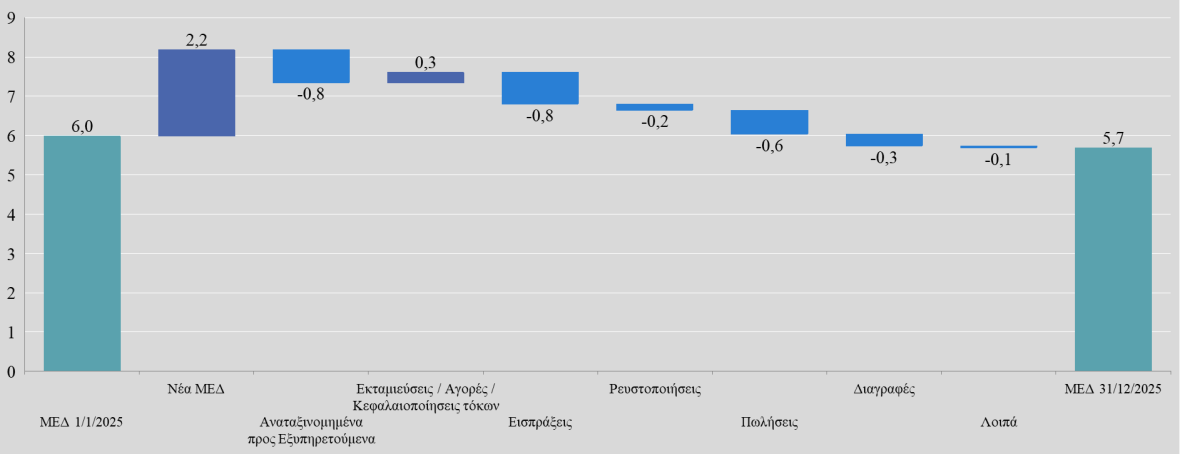 9
8
7
6
5
4
3
2
1
0
6,0
2,2
-0,8
0,3
-0,8
-0,2
-0,6
-0,3
-0,1
5,7
ΜΕΔ 1/1/2025
Νέα ΜΕΔ
Αναταξινομημένα
προς Εξυπηρετούμενα
Εκταμιεύσεις / Αγορές /
Κεφαλαιοποίησεις τόκων
Εισπράξεις
Ρευστοποιήσεις
Πωλήσεις
Διαγραφές
Λοιπά
ΜΕΔ 31/12/2025